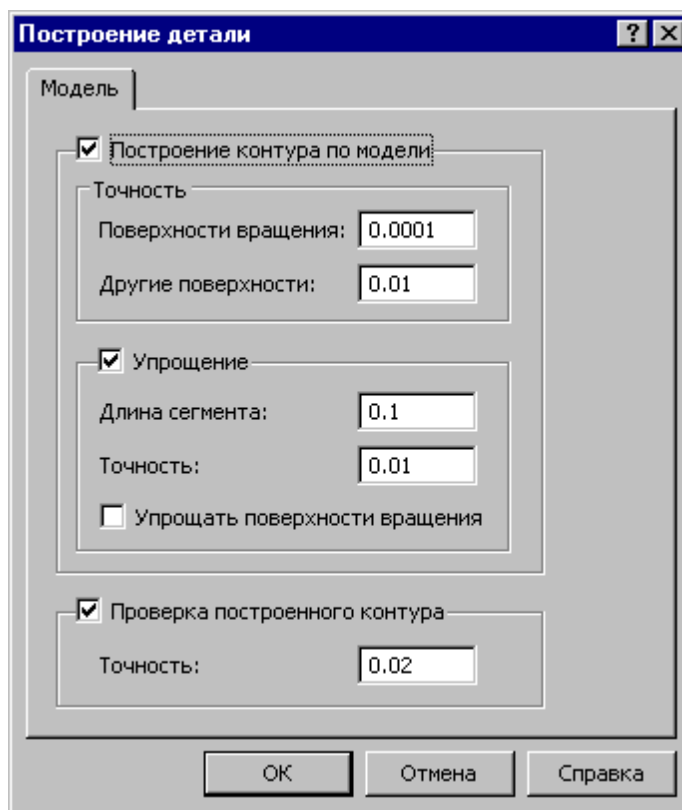 Построение детали
Модель
Построение контура по модели
Точность
Поверхности вращения: 0.0001
Другие поверхности: 0.01
Упрощение
Длина сегмента: 0.1
Точность: 0.01
Упрощать поверхности вращения
Проверка построенного контура
Точность: 0.02
ОК Отмена Справка